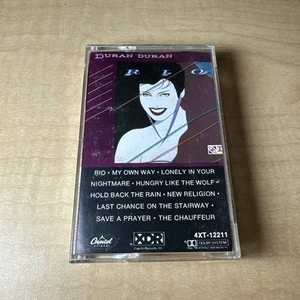 DURAN DURAN
RIO
RIO · MY OWN WAY · LONELY IN YOUR
NIGHTMARE · HUNGRY LIKE THE WOLF
HOLD BACK THE RAIN · NEW RELIGION ·
LAST CHANCE ON THE STAIRWAY ·
SAVE A PRAYER · THE CHAUFFEUR
4XT-12211
Capitol
XDR
DOLBY SYSTEM